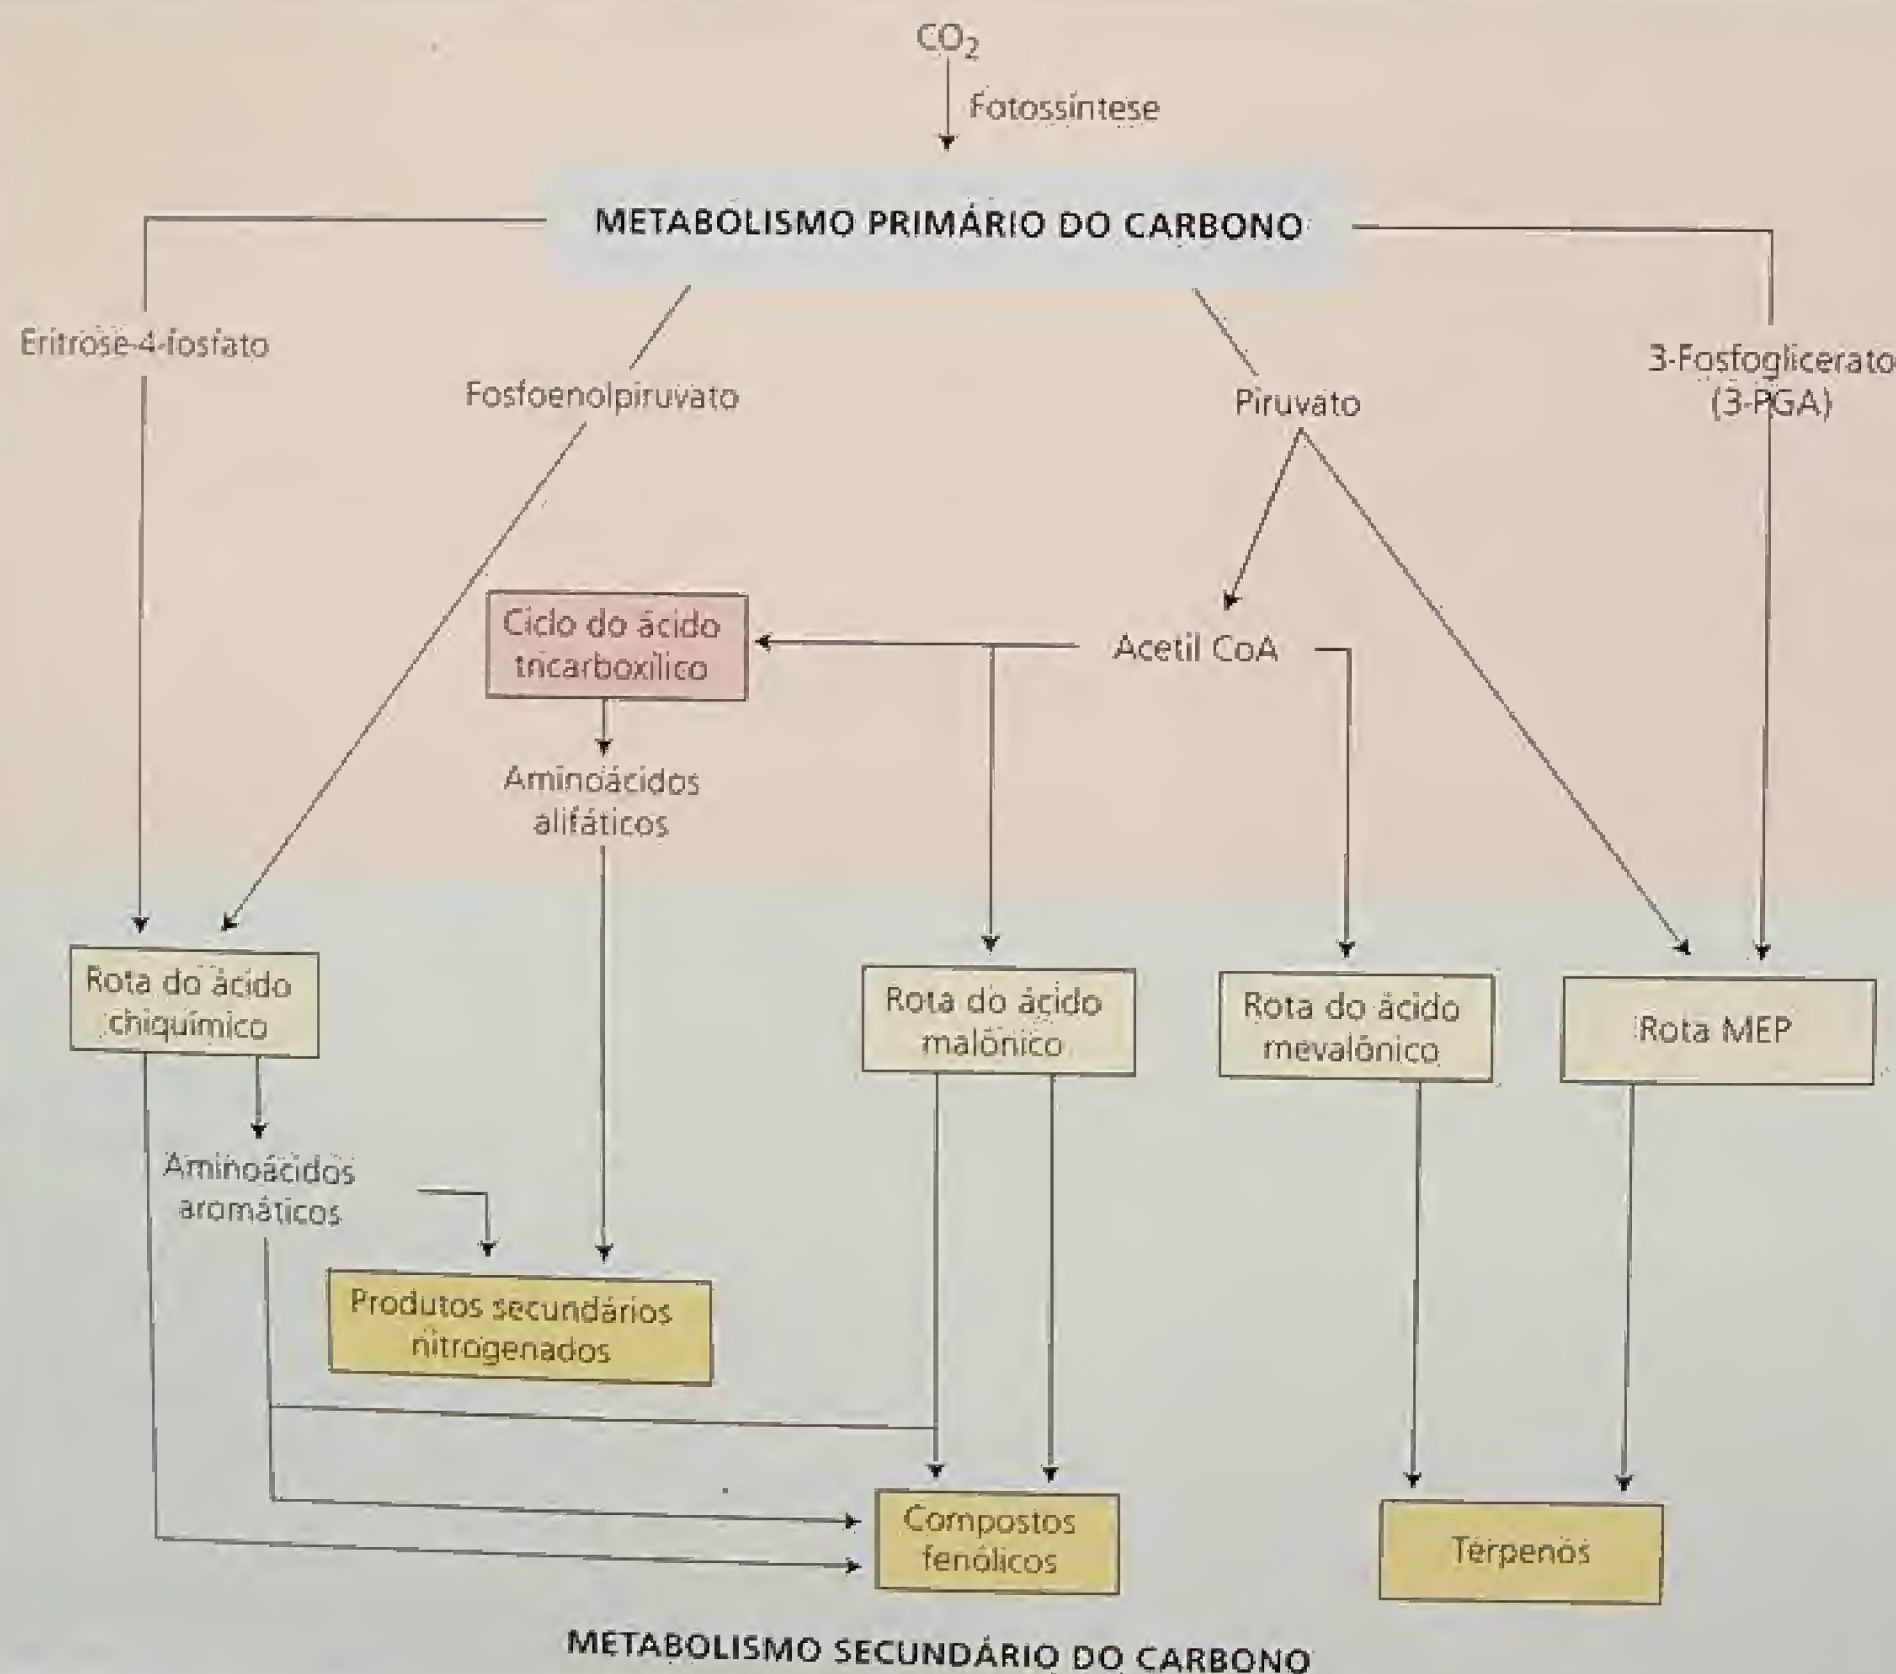 CO₂
Fotossíntese
METABOLISMO PRIMÁRIO DO CARBONO
Eritrose-4-fosfato
Fosfoenolpiruvato
Piruvato
3-Fosfoglicerato
(3-PGA)
Ciclo do ácido
tricarboxílico
Acetil CoA
Aminoácidos
alifáticos
Rota do ácido
chiquímico
Rota do ácido
malônico
Rota do ácido
mevalônico
Rota MEP
Aminoácidos
aromáticos
Produtos secundários
nitrogenados
Compostos
fenólicos
Terpenos
METABOLISMO SECUNDÁRIO DO CARBONO